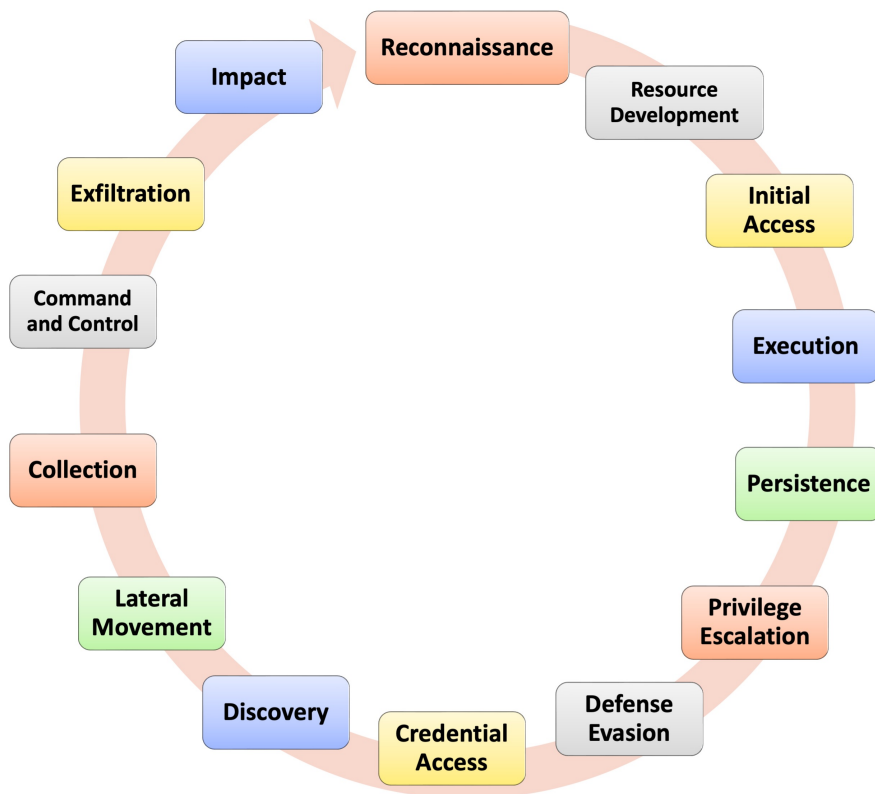 Reconnaissance
Resource
Development
Initial
Access
Execution
Persistence
Privilege
Escalation
Defense
Evasion
Credential
Access
Discovery
Lateral
Movement
Collection
Command
and Control
Exfiltration
Impact